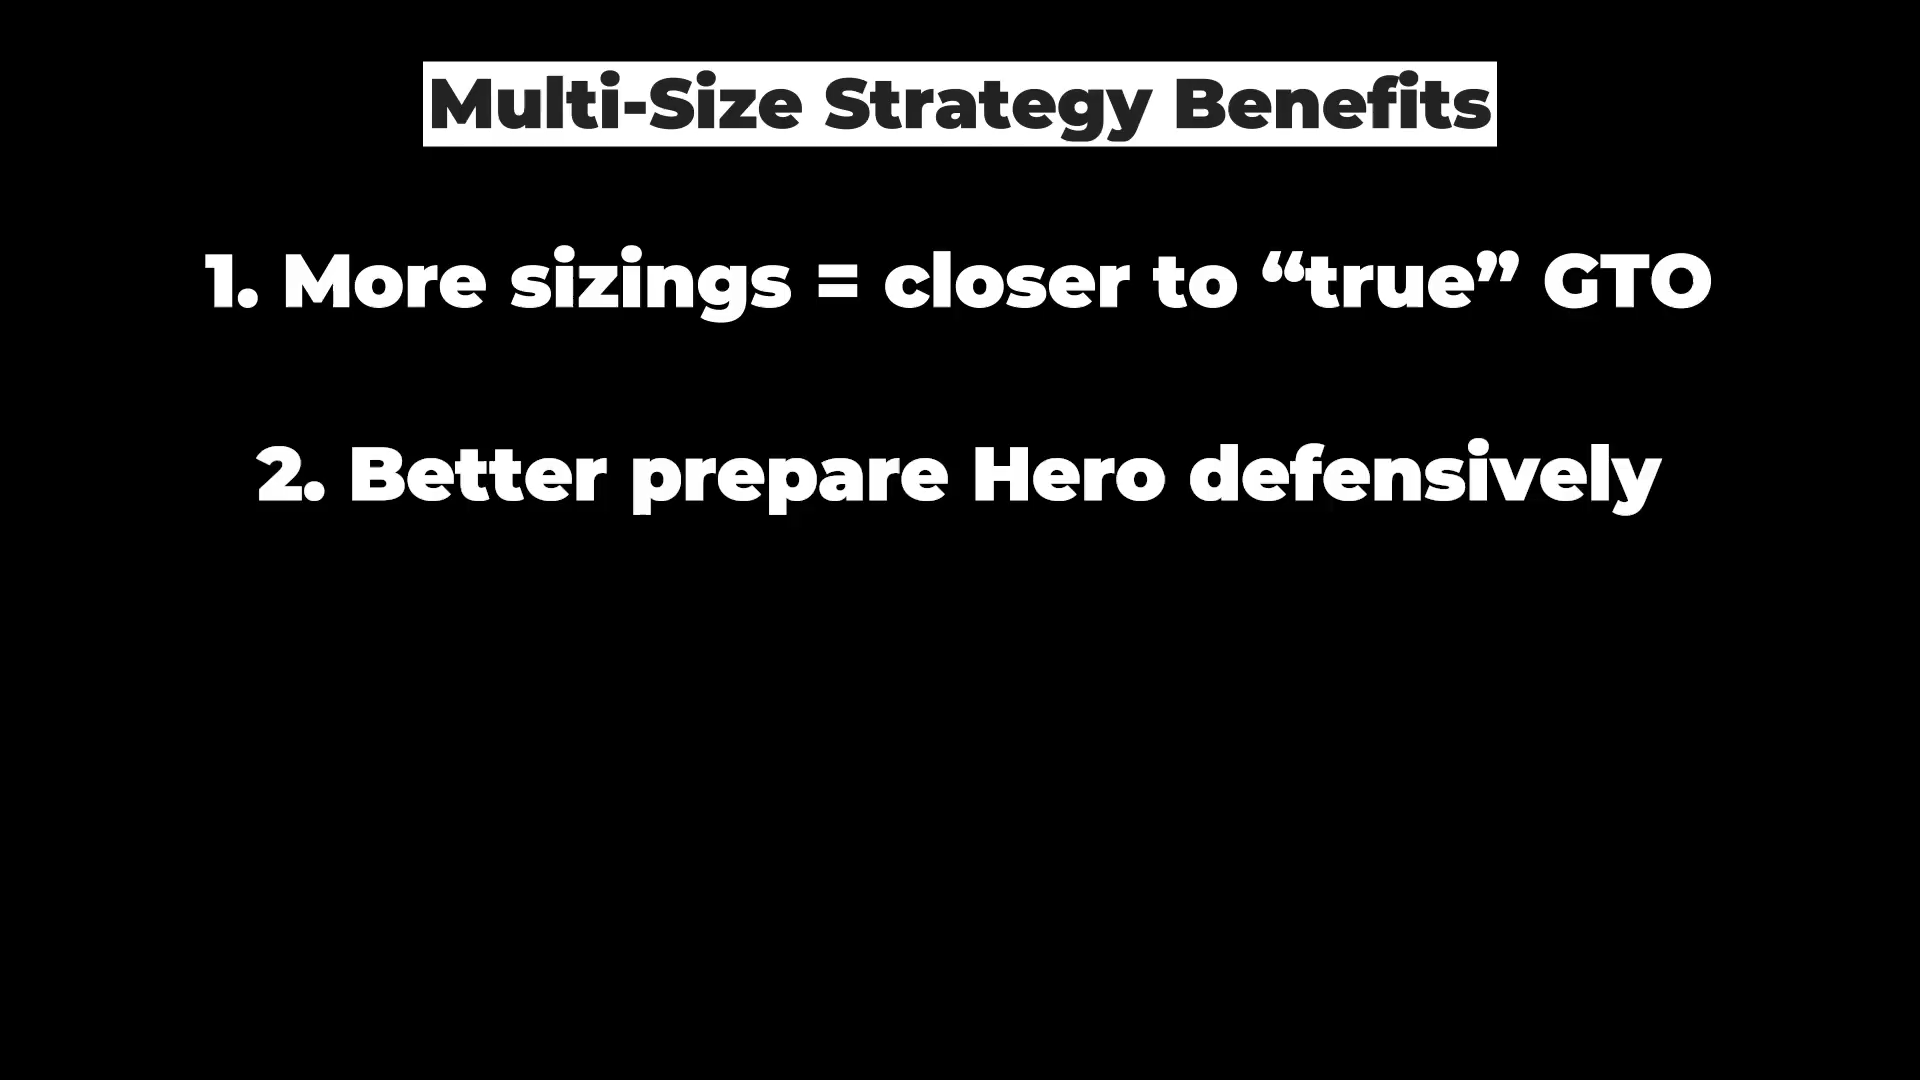 Multi-Size Strategy Benefits
1. More sizings = closer to “true” GTO
2. Better prepare Hero defensively